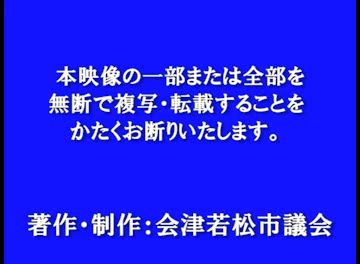 本映像の一部または全部を
無断で複写・転載することを
かたくお断りいたします。
著作・制作：会津若松市議会